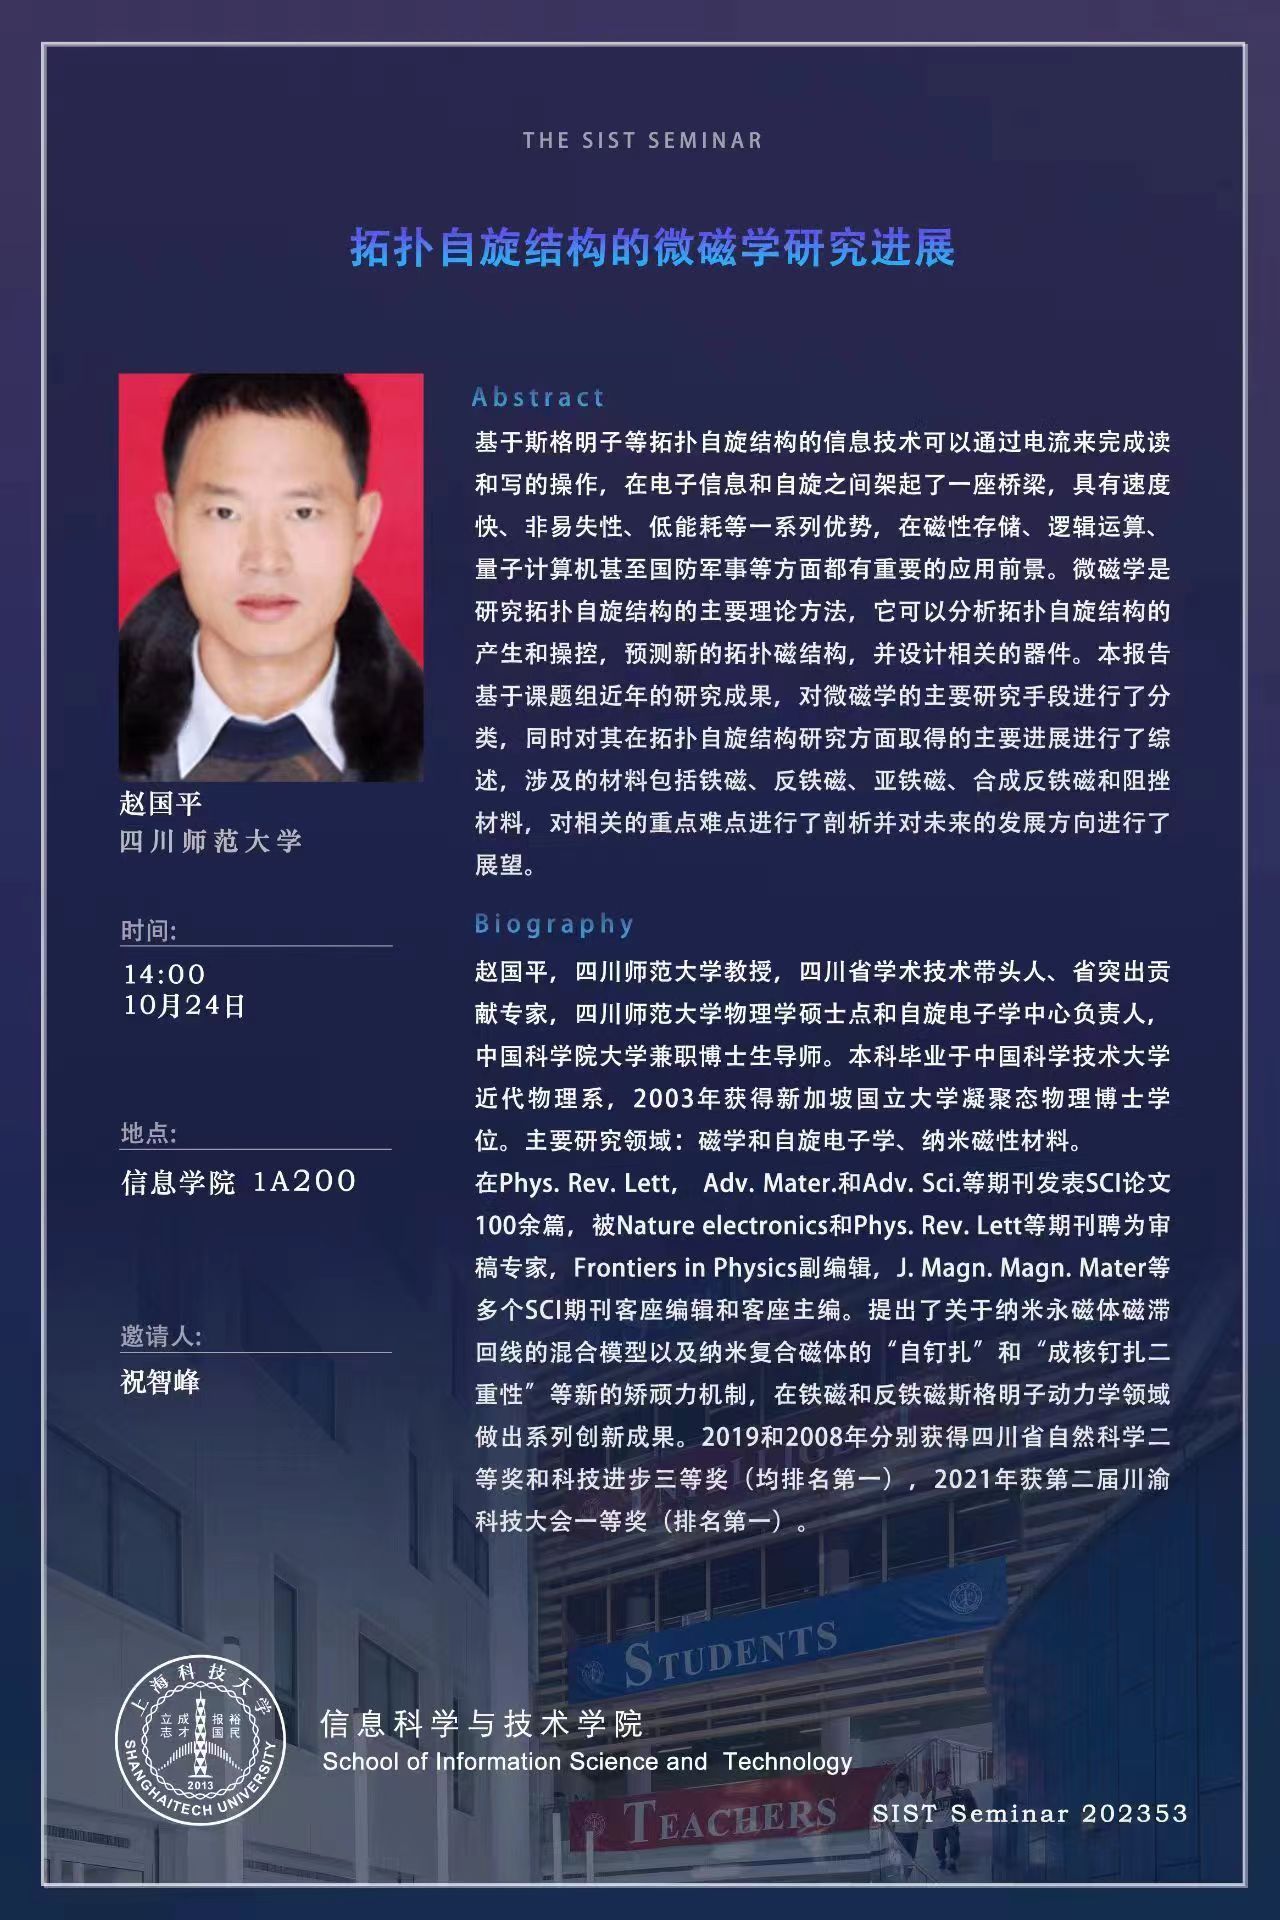 THE SIST SEMINAR
拓扑自旋结构的微磁学研究进展
赵国平
四川师范大学
时间:
14:00
10月24日
地点:
信息学院 1A200
邀请人:
祝智峰
Abstract
基于斯格明子等拓扑自旋结构的信息技术可以通过电流来完成读
和写的操作，在电子信息和自旋之间架起了一座桥梁，具有速度
快、非易失性、低能耗等一系列优势，在磁性存储、逻辑运算、
量子计算机甚至国防军事等方面都有重要的应用前景。微磁学是
研究拓扑自旋结构的主要理论方法，它可以分析拓扑自旋结构的
产生和操控，预测新的拓扑磁结构，并设计相关的器件。本报告
基于课题组近年的研究成果，对微磁学的主要研究手段进行了分
类，同时对其在拓扑自旋结构研究方面取得的主要进展进行了综
述，涉及的材料包括铁磁、反铁磁、亚铁磁、合成反铁磁和阻挫
材料，对相关的重点难点进行了剖析并对未来的发展方向进行了
展望。
Biography
赵国平，四川师范大学教授，四川省学术技术带头人、省突出贡
献专家，四川师范大学物理学硕士点和自旋电子学中心负责人，
中国科学院大学兼职博士生导师。本科毕业于中国科学技术大学
近代物理系，2003年获得新加坡国立大学凝聚态物理博士学
位。主要研究领域：磁学和自旋电子学、纳米磁性材料。
在Phys. Rev. Lett， Adv. Mater.和Adv. Sci.等期刊发表SCI论文
100余篇，被Nature electronics和Phys. Rev. Lett等期刊聘为审
稿专家，Frontiers in Physics副编辑，J. Magn. Magn. Mater等
多个SCI期刊客座编辑和客座主编。提出了关于纳米永磁体磁滞
回线的混合模型以及纳米复合磁体的“自钉扎”和“成核钉扎二
重性”等新的矫顽力机制，在铁磁和反铁磁斯格明子动力学领域
做出系列创新成果。2019和2008年分别获得四川省自然科学二
等奖和科技进步三等奖（均排名第一），2021年获第二届川渝
科技大会一等奖（排名第一）。
STUDENTS
上海科技大学
立成报裕
志才国民
2013
SHANGHAITECH UNIVERSITY
信息科学与技术学院
School of Information Science and Technology
TEACHERS
SIST Seminar 202353